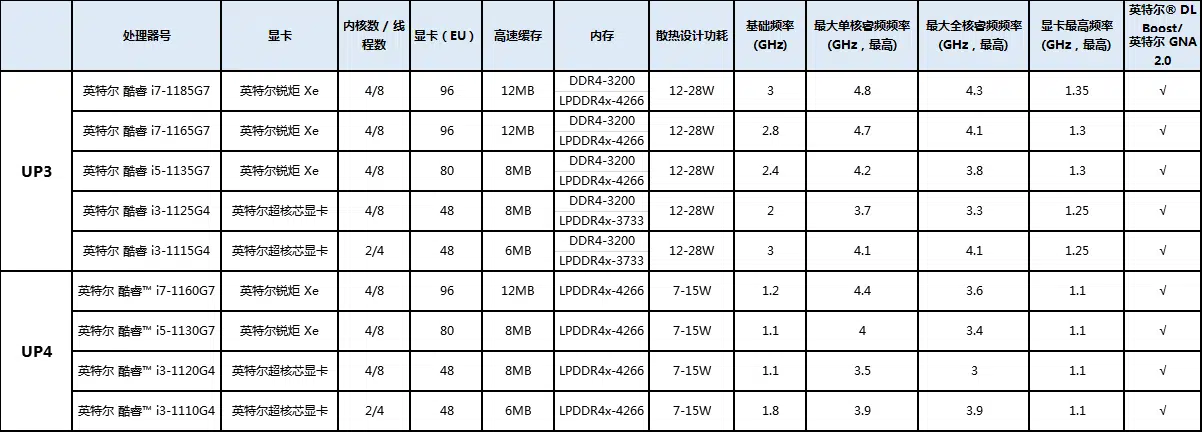 处理器号 显卡 内核数 / 线程数 显卡（EU） 高速缓存 内存 散热设计功耗 基础频率 (GHz) 最大单核睿频频率 (GHz，最高) 最大全核睿频频率 (GHz，最高) 显卡最高频率 (GHz，最高) 英特尔® DL Boost/ 英特尔 GNA 2.0
UP3
英特尔 酷睿 i7-1185G7 英特尔锐炬 Xe 4/8 96 12MB DDR4-3200 LPDDR4x-4266 12-28W 3 4.8 4.3 1.35 √
英特尔 酷睿 i7-1165G7 英特尔锐炬 Xe 4/8 96 12MB DDR4-3200 LPDDR4x-4266 12-28W 2.8 4.7 4.1 1.3 √
英特尔 酷睿 i5-1135G7 英特尔锐炬 Xe 4/8 80 8MB DDR4-3200 LPDDR4x-4266 12-28W 2.4 4.2 3.8 1.3 √
英特尔 酷睿 i3-1125G4 英特尔超核芯显卡 4/8 48 8MB DDR4-3200 LPDDR4x-3733 12-28W 2 3.7 3.3 1.25 √
英特尔 酷睿 i3-1115G4 英特尔超核芯显卡 2/4 48 6MB DDR4-3200 LPDDR4x-3733 12-28W 3 4.1 4.1 1.25 √
UP4
英特尔 酷睿™ i7-1160G7 英特尔锐炬 Xe 4/8 96 12MB LPDDR4x-4266 7-15W 1.2 4.4 3.6 1.1 √
英特尔 酷睿™ i5-1130G7 英特尔锐炬 Xe 4/8 80 8MB LPDDR4x-4266 7-15W 1.1 4 3.4 1.1 √
英特尔 酷睿™ i3-1120G4 英特尔超核芯显卡 4/8 48 8MB LPDDR4x-4266 7-15W 1.1 3.5 3 1.1 √
英特尔 酷睿™ i3-1110G4 英特尔超核芯显卡 2/4 48 6MB LPDDR4x-4266 7-15W 1.8 3.9 3.9 1.1 √